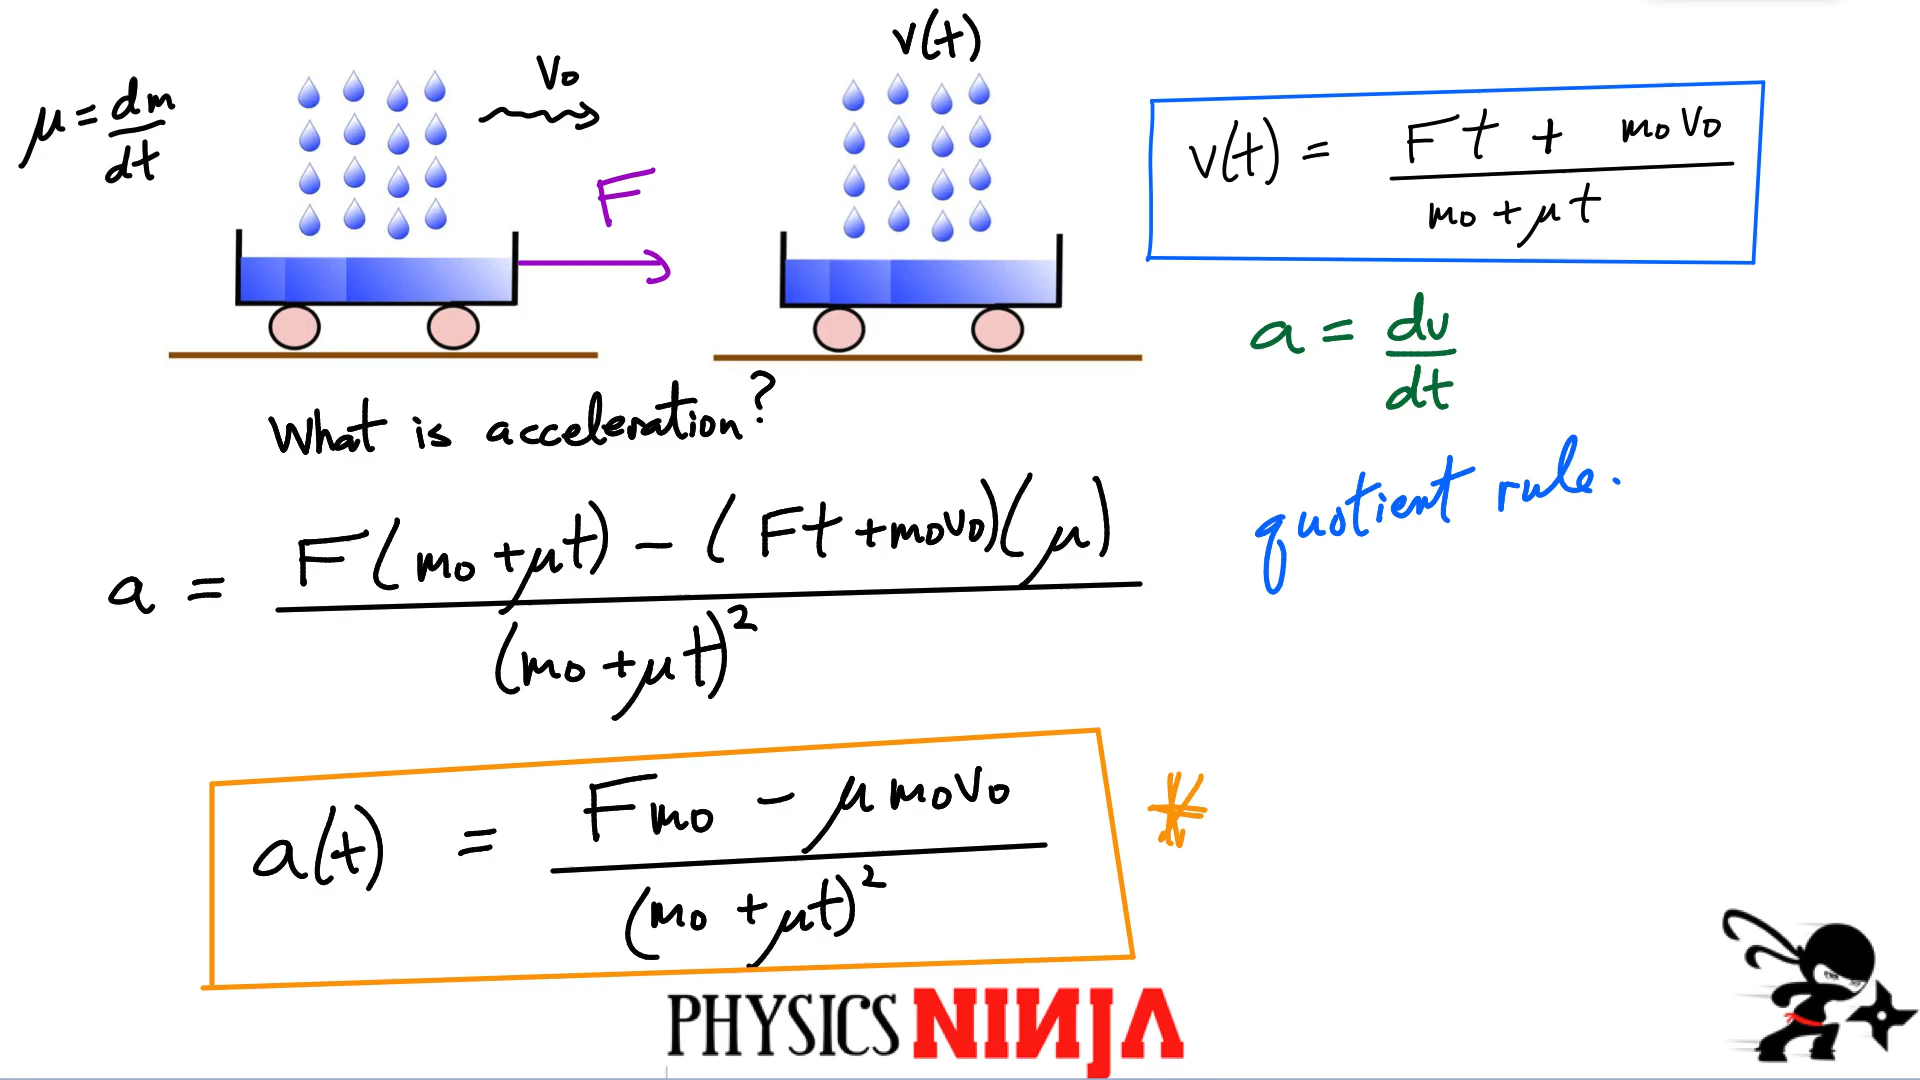 μ = dm/dt
v₀
F
v(t)
v(t) = (Ft + m₀v₀)/(m₀ + μt)
a = dv/dt
What is acceleration?
quotient rule.
a = (F(m₀ + μt) − (Ft + m₀v₀)(μ))/(m₀ + μt)²
a(t) = (Fm₀ − μm₀v₀)/(m₀ + μt)² *
PHYSICS NINJA